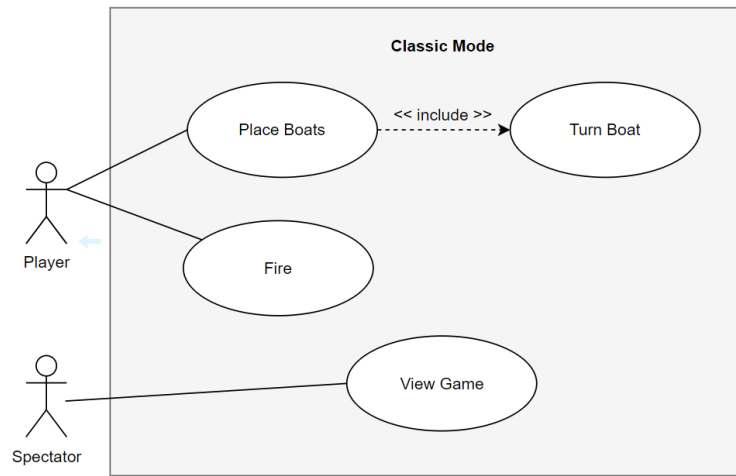 Classic Mode
Place Boats
<< include >>
Turn Boat
Player
Fire
View Game
Spectator